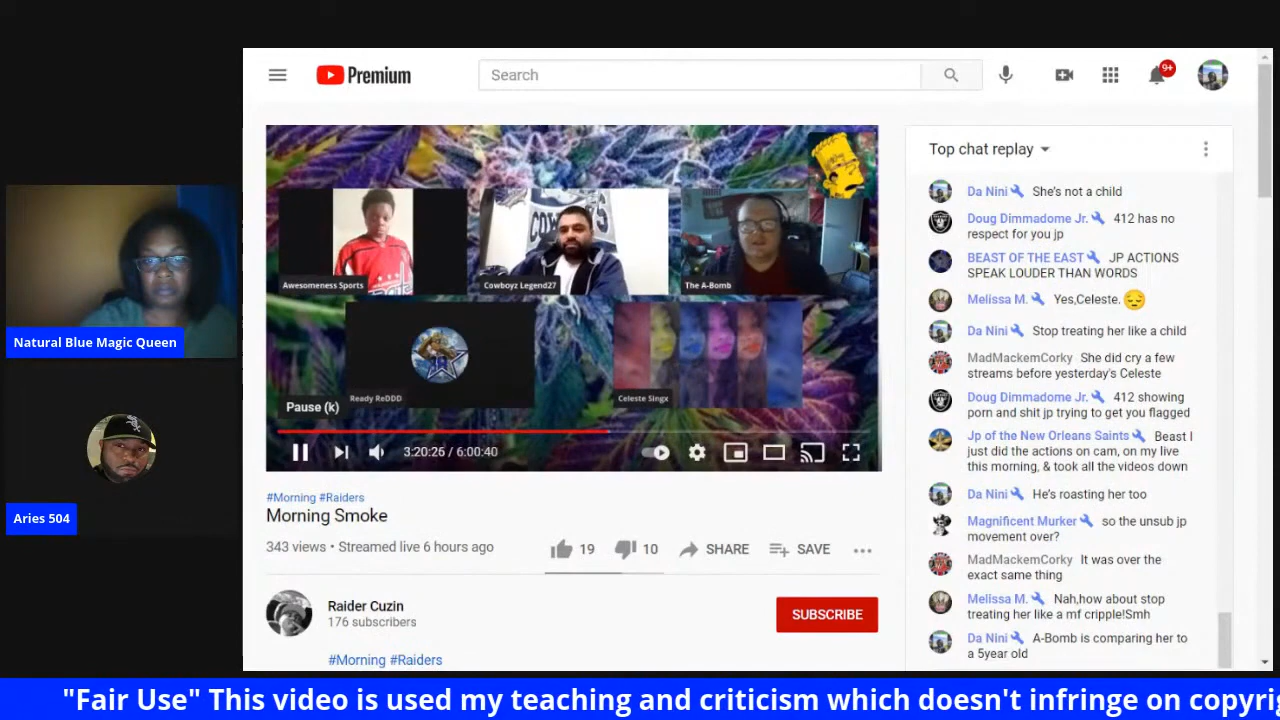 Premium
Search
9+
Natural Blue Magic Queen
Aries 504
Awesomeness Sports
Cowboyz Legend27
The A-Bomb
Ready ReDDD
Celeste Singx
Pause (k)
3:20:26 / 6:00:40
#Morning #Raiders
Morning Smoke
343 views • Streamed live 6 hours ago
19
10
SHARE
SAVE
Raider Cuzin
176 subscribers
SUBSCRIBE
#Morning #Raiders
Top chat replay
Da Nini She's not a child
Doug Dimmadome Jr. 412 has no
respect for you jp
BEAST OF THE EAST JP ACTIONS
SPEAK LOUDER THAN WORDS
Melissa M. Yes,Celeste. 😔
Da Nini Stop treating her like a child
MadMackemCorky She did cry a few
streams before yesterday's Celeste
Doug Dimmadome Jr. 412 showing
porn and shit jp trying to get you flagged
Jp of the New Orleans Saints Beast I
just did the actions on cam, on my live
this morning, & took all the videos down
Da Nini He's roasting her too
Magnificent Murker so the unsub jp
movement over?
MadMackemCorky It was over the
exact same thing
Melissa M. Nah,how about stop
treating her like a mf cripple!Smh
Da Nini A-Bomb is comparing her to
a 5year old
"Fair Use" This video is used my teaching and criticism which doesn't infringe on copyri